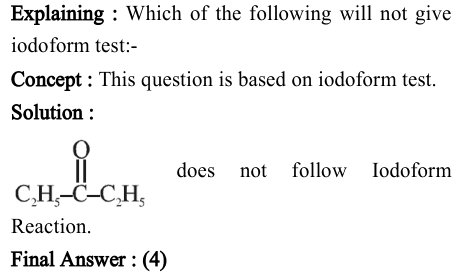 Explaining : Which of the following will not give
iodoform test:-
Concept : This question is based on iodoform test.
Solution :
O
||
C₂H₅–C–C₂H₅ does not follow Iodoform
Reaction.
Final Answer : (4)